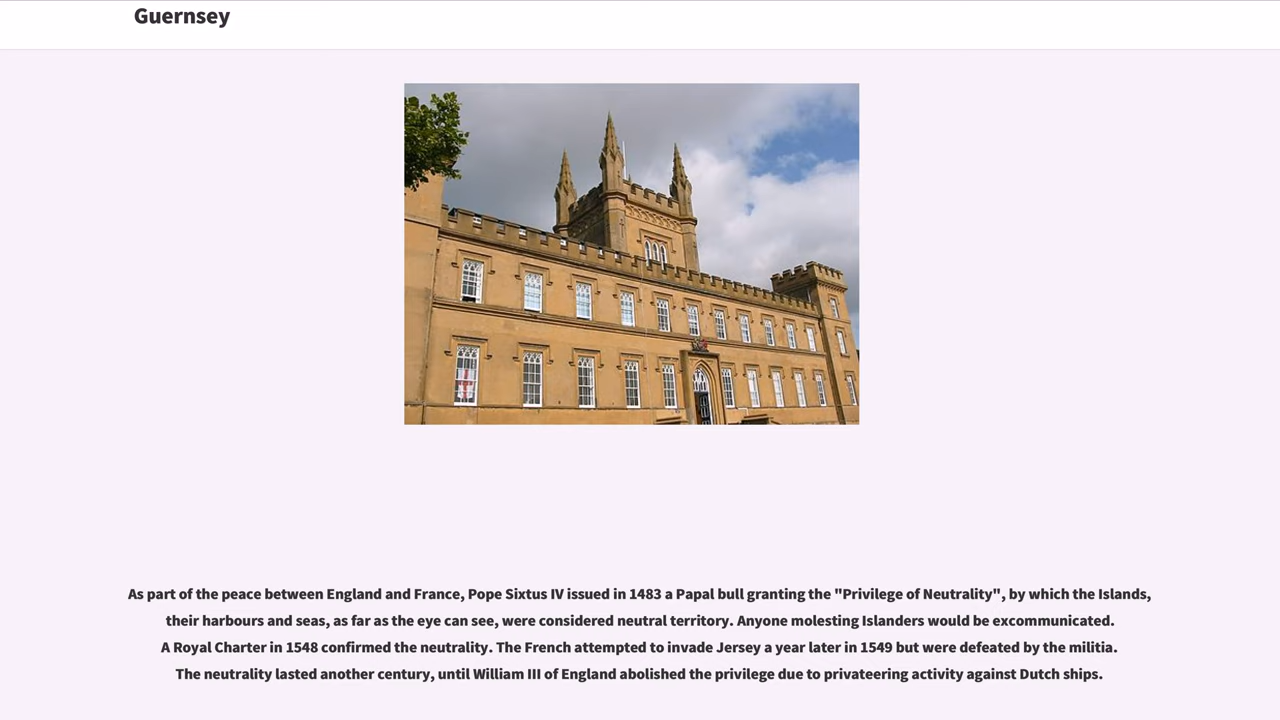 Guernsey
As part of the peace between England and France, Pope Sixtus IV issued in 1483 a Papal bull granting the "Privilege of Neutrality", by which the Islands,
their harbours and seas, as far as the eye can see, were considered neutral territory. Anyone molesting Islanders would be excommunicated.
A Royal Charter in 1548 confirmed the neutrality. The French attempted to invade Jersey a year later in 1549 but were defeated by the militia.
The neutrality lasted another century, until William III of England abolished the privilege due to privateering activity against Dutch ships.